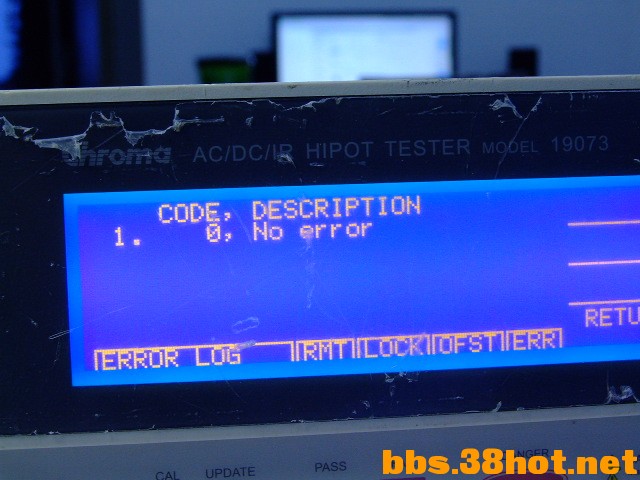 Chroma AC/DC/IR HIPOT TESTER MODEL 19073
CODE, DESCRIPTION
1. 0, No error
RETU
ERROR LOG RMT LOCK OFST ERR
CAL UPDATE PASS
bbs.38hot.net